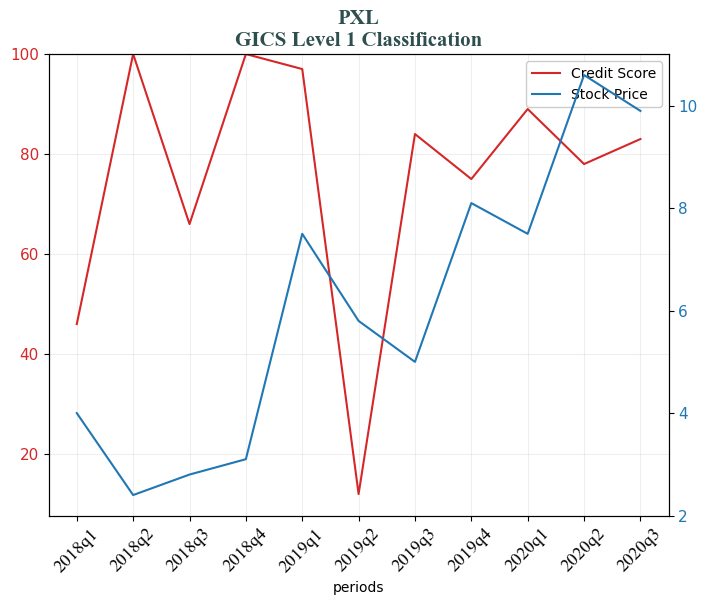 PXL
GICS Level 1 Classification
Credit Score
Stock Price
100
80
60
40
20
10
8
6
4
2
2018q1
2018q2
2018q3
2018q4
2019q1
2019q2
2019q3
2019q4
2020q1
2020q2
2020q3
periods